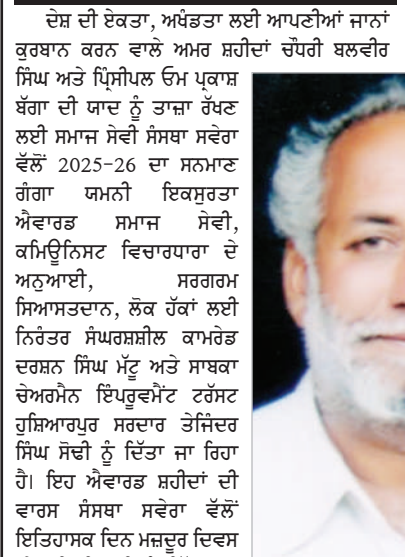 ਦੇਸ਼ ਦੀ ਏਕਤਾ, ਅਖੰਡਤਾ ਲਈ ਆਪਣੀਆਂ ਜਾਨਾਂ
ਕੁਰਬਾਨ ਕਰਨ ਵਾਲੇ ਅਮਰ ਸ਼ਹੀਦਾਂ ਚੌਧਰੀ ਬਲਵੀਰ
ਸਿੰਘ ਅਤੇ ਪ੍ਰਿੰਸੀਪਲ ਓਮ ਪ੍ਰਕਾਸ਼
ਬੱਗਾ ਦੀ ਯਾਦ ਨੂੰ ਤਾਜ਼ਾ ਰੱਖਣ
ਲਈ ਸਮਾਜ ਸੇਵੀ ਸੰਸਥਾ ਸਵੇਰਾ
ਵੱਲੋਂ 2025-26 ਦਾ ਸਨਮਾਣ
ਗੰਗਾ ਯਮਨੀ ਇਕਸੁਰਤਾ
ਐਵਾਰਡ ਸਮਾਜ ਸੇਵੀ,
ਕਮਿਊਨਿਸਟ ਵਿਚਾਰਧਾਰਾ ਦੇ
ਅਨੁਆਈ, ਸਰਗਰਮ
ਸਿਆਸਤਦਾਨ, ਲੋਕ ਹੱਕਾਂ ਲਈ
ਨਿਰੰਤਰ ਸੰਘਰਸ਼ਸ਼ੀਲ ਕਾਮਰੇਡ
ਦਰਸ਼ਨ ਸਿੰਘ ਮੱਟੂ ਅਤੇ ਸਾਬਕਾ
ਚੇਅਰਮੈਨ ਇੰਪਰੂਵਮੈਂਟ ਟਰੱਸਟ
ਹੁਸ਼ਿਆਰਪੁਰ ਸਰਦਾਰ ਤੇਜਿੰਦਰ
ਸਿੰਘ ਸੋਢੀ ਨੂੰ ਦਿੱਤਾ ਜਾ ਰਿਹਾ
ਹੈ। ਇਹ ਐਵਾਰਡ ਸ਼ਹੀਦਾਂ ਦੀ
ਵਾਰਸ ਸੰਸਥਾ ਸਵੇਰਾ ਵੱਲੋਂ
ਇਤਿਹਾਸਕ ਦਿਨ ਮਜ਼ਦੂਰ ਦਿਵਸ